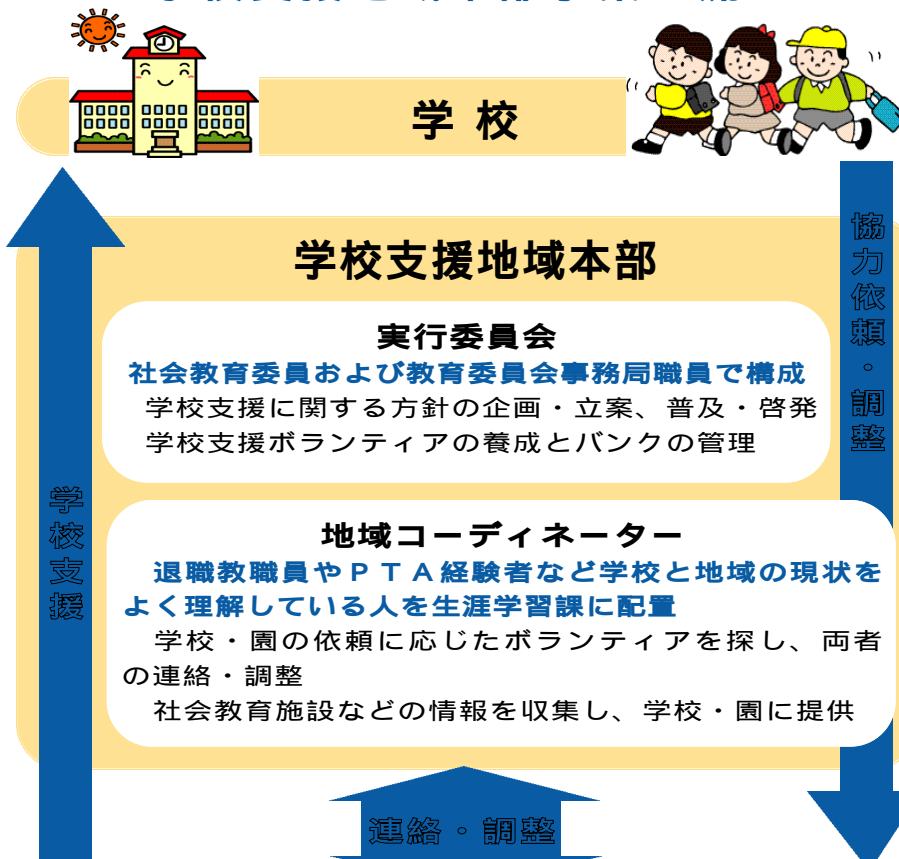 学校
学校支援地域本部
実行委員会
社会教育委員および教育委員会事務局職員で構成
学校支援に関する方針の企画・立案、普及・啓発
学校支援ボランティアの養成とバンクの管理
地域コーディネーター
退職教職員やＰＴＡ経験者など学校と地域の現状を
よく理解している人を生涯学習課に配置
学校・園の依頼に応じたボランティアを探し、両者
の連絡・調整
社会教育施設などの情報を収集し、学校・園に提供
学校支援
協力依頼・調整
連絡・調整